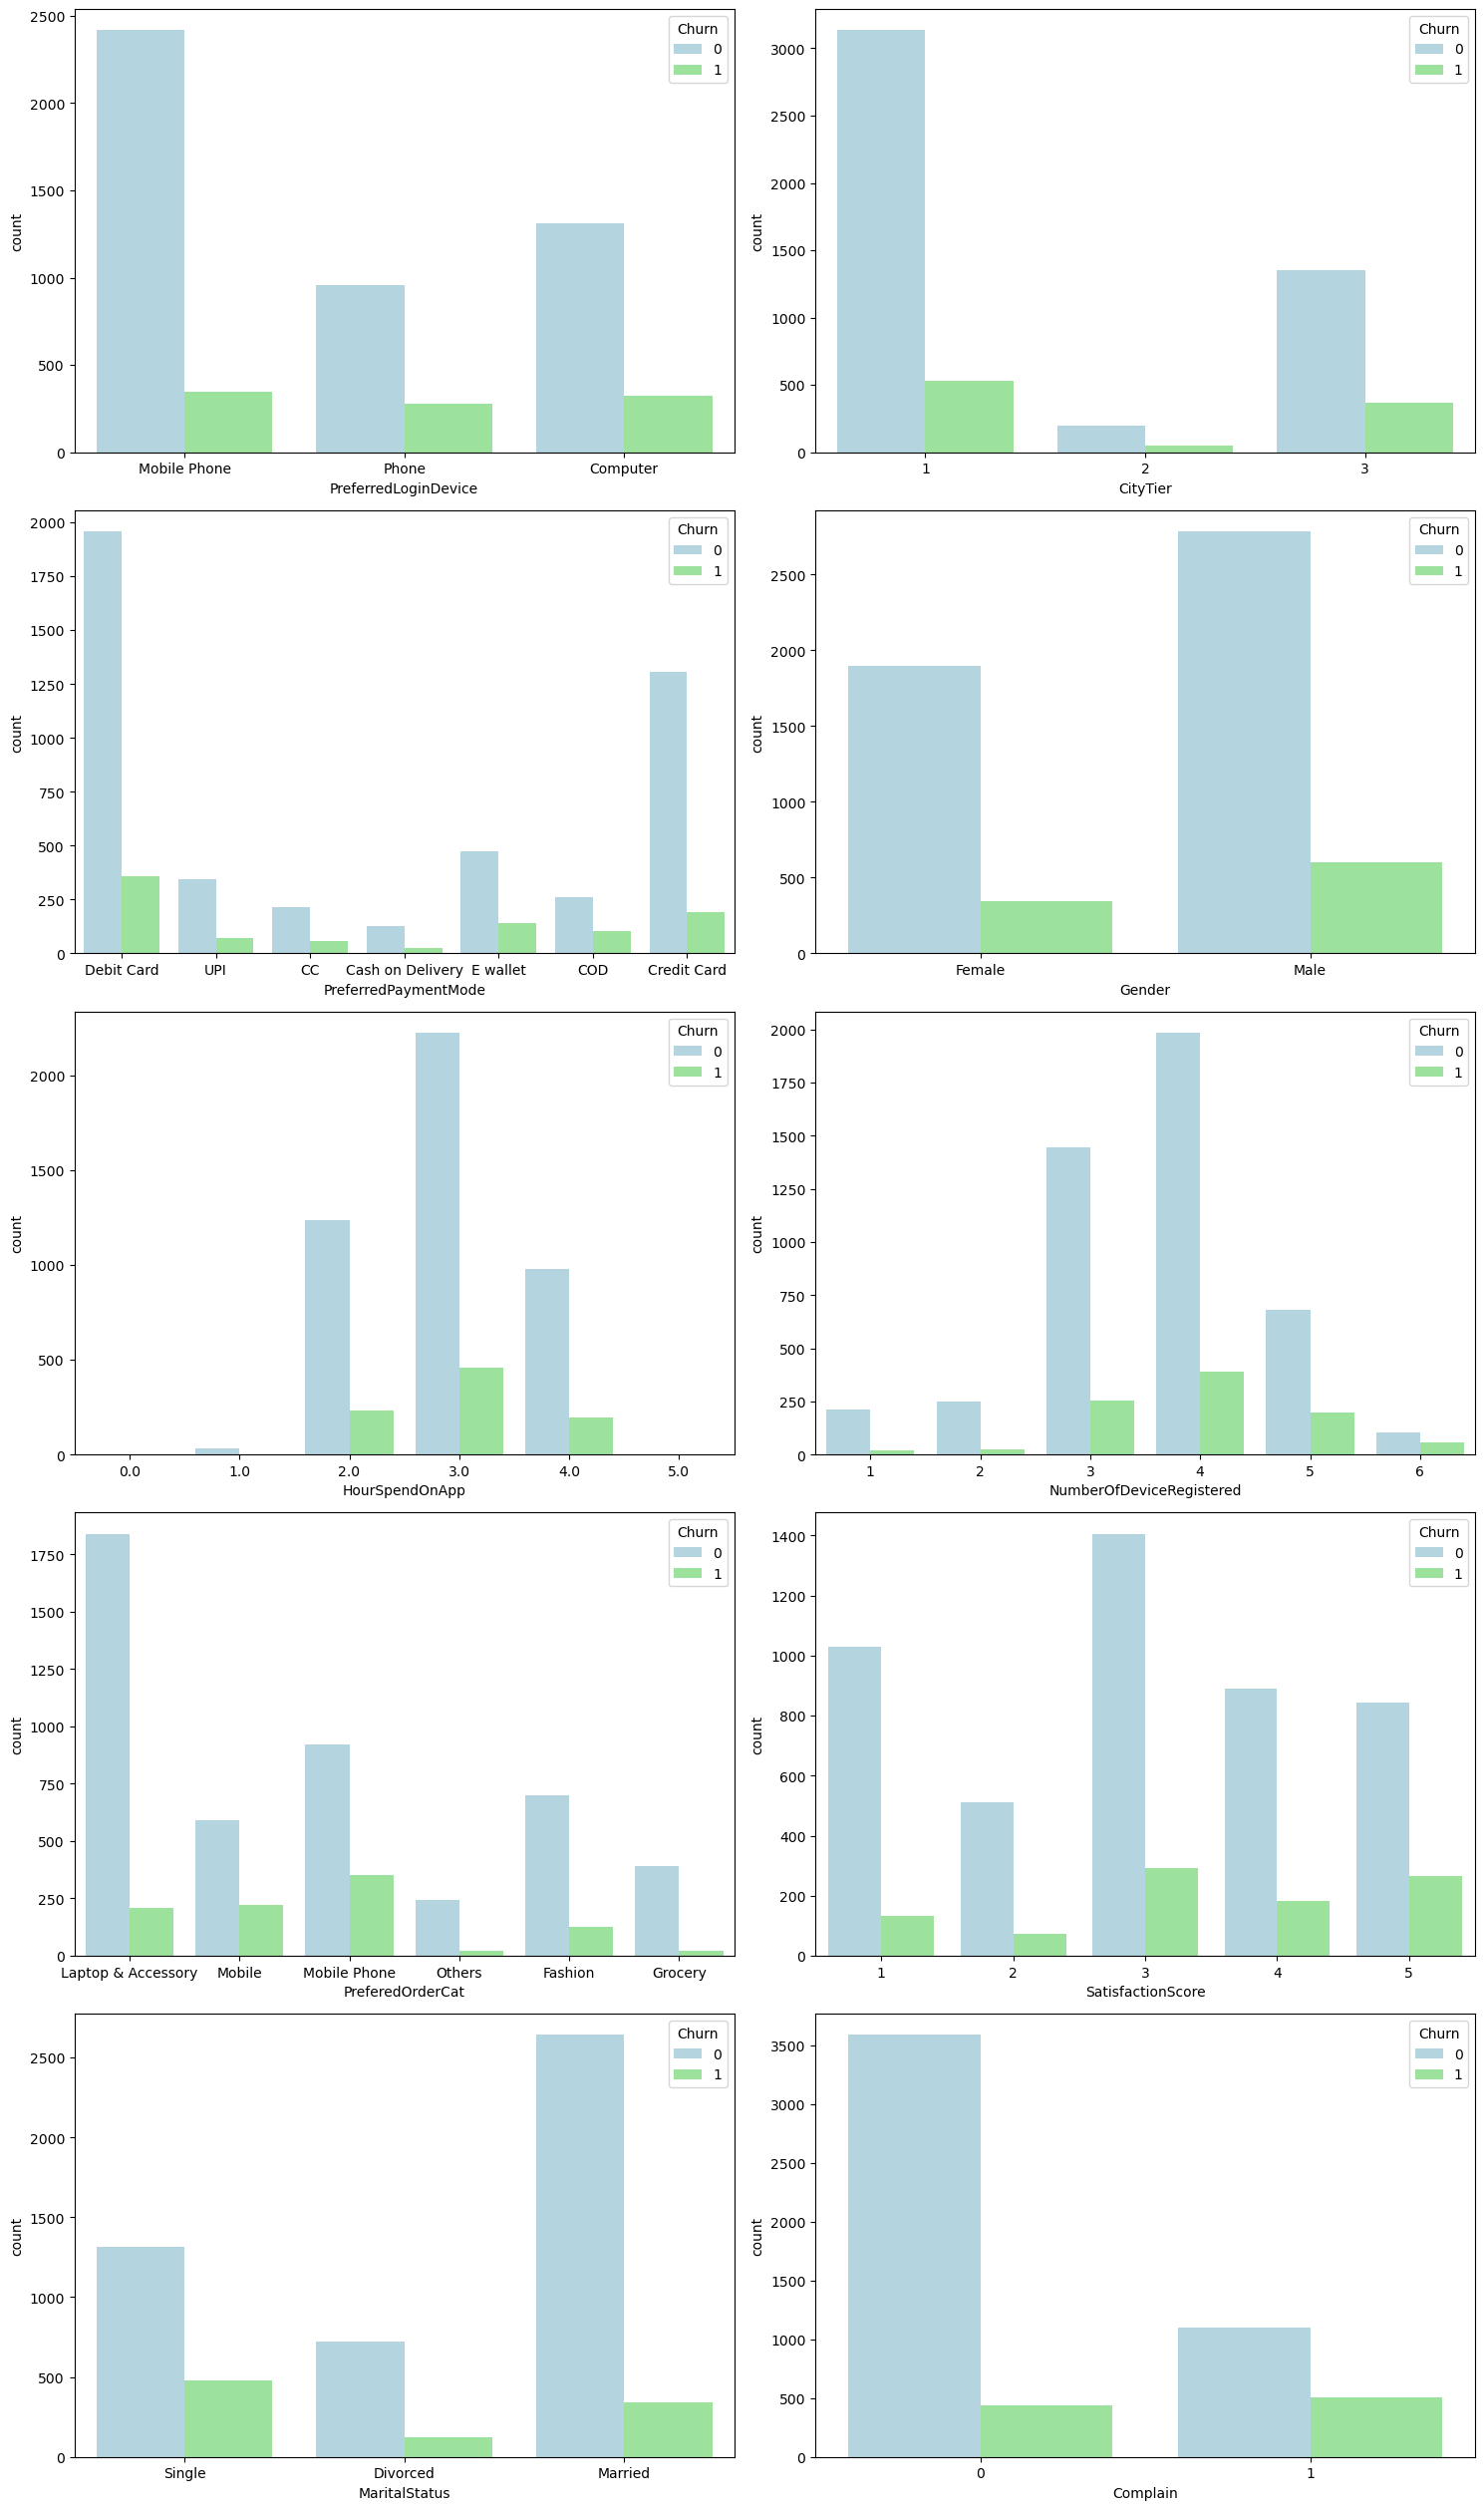 2500
2000
1500
1000
500
0
count
Mobile Phone Phone Computer
PreferredLoginDevice
Churn
0
1
3000
2500
2000
1500
1000
500
0
count
1 2 3
CityTier
Churn
0
1
2000
1750
1500
1250
1000
750
500
250
0
count
Debit Card UPI CC Cash on Delivery E wallet COD Credit Card
PreferredPaymentMode
Churn
0
1
2500
2000
1500
1000
500
0
count
Female Male
Gender
Churn
0
1
2000
1500
1000
500
0
count
0.0 1.0 2.0 3.0 4.0 5.0
HourSpendOnApp
Churn
0
1
2000
1750
1500
1250
1000
750
500
250
0
count
1 2 3 4 5 6
NumberOfDeviceRegistered
Churn
0
1
1750
1500
1250
1000
750
500
250
0
count
Laptop & Accessory Mobile Mobile Phone Others Fashion Grocery
PreferedOrderCat
Churn
0
1
1400
1200
1000
800
600
400
200
0
count
1 2 3 4 5
SatisfactionScore
Churn
0
1
2500
2000
1500
1000
500
0
count
Single Divorced Married
MaritalStatus
Churn
0
1
3500
3000
2500
2000
1500
1000
500
0
count
0 1
Complain
Churn
0
1